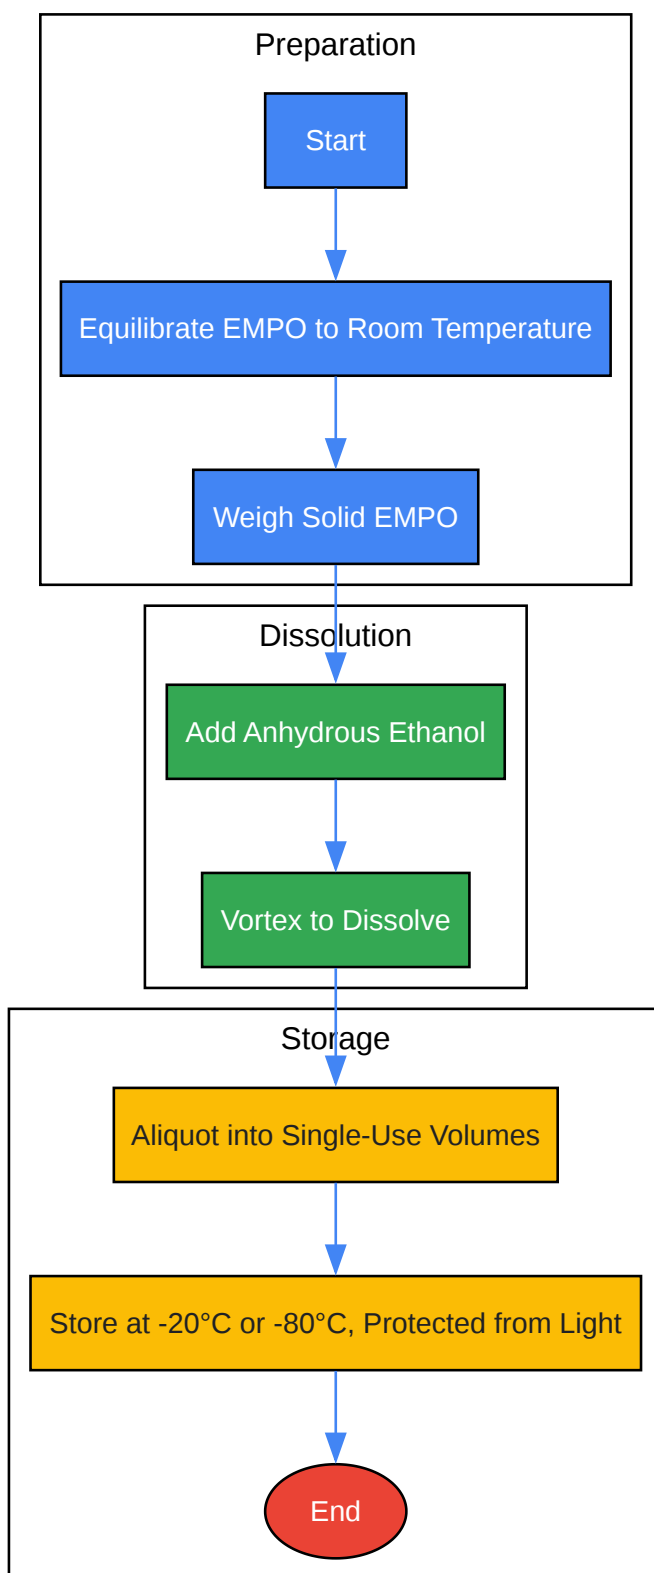 Preparation
Start
Equilibrate EMPO to Room Temperature
Weigh Solid EMPO
Dissolution
Add Anhydrous Ethanol
Vortex to Dissolve
Storage
Aliquot into Single-Use Volumes
Store at -20°C or -80°C, Protected from Light
End